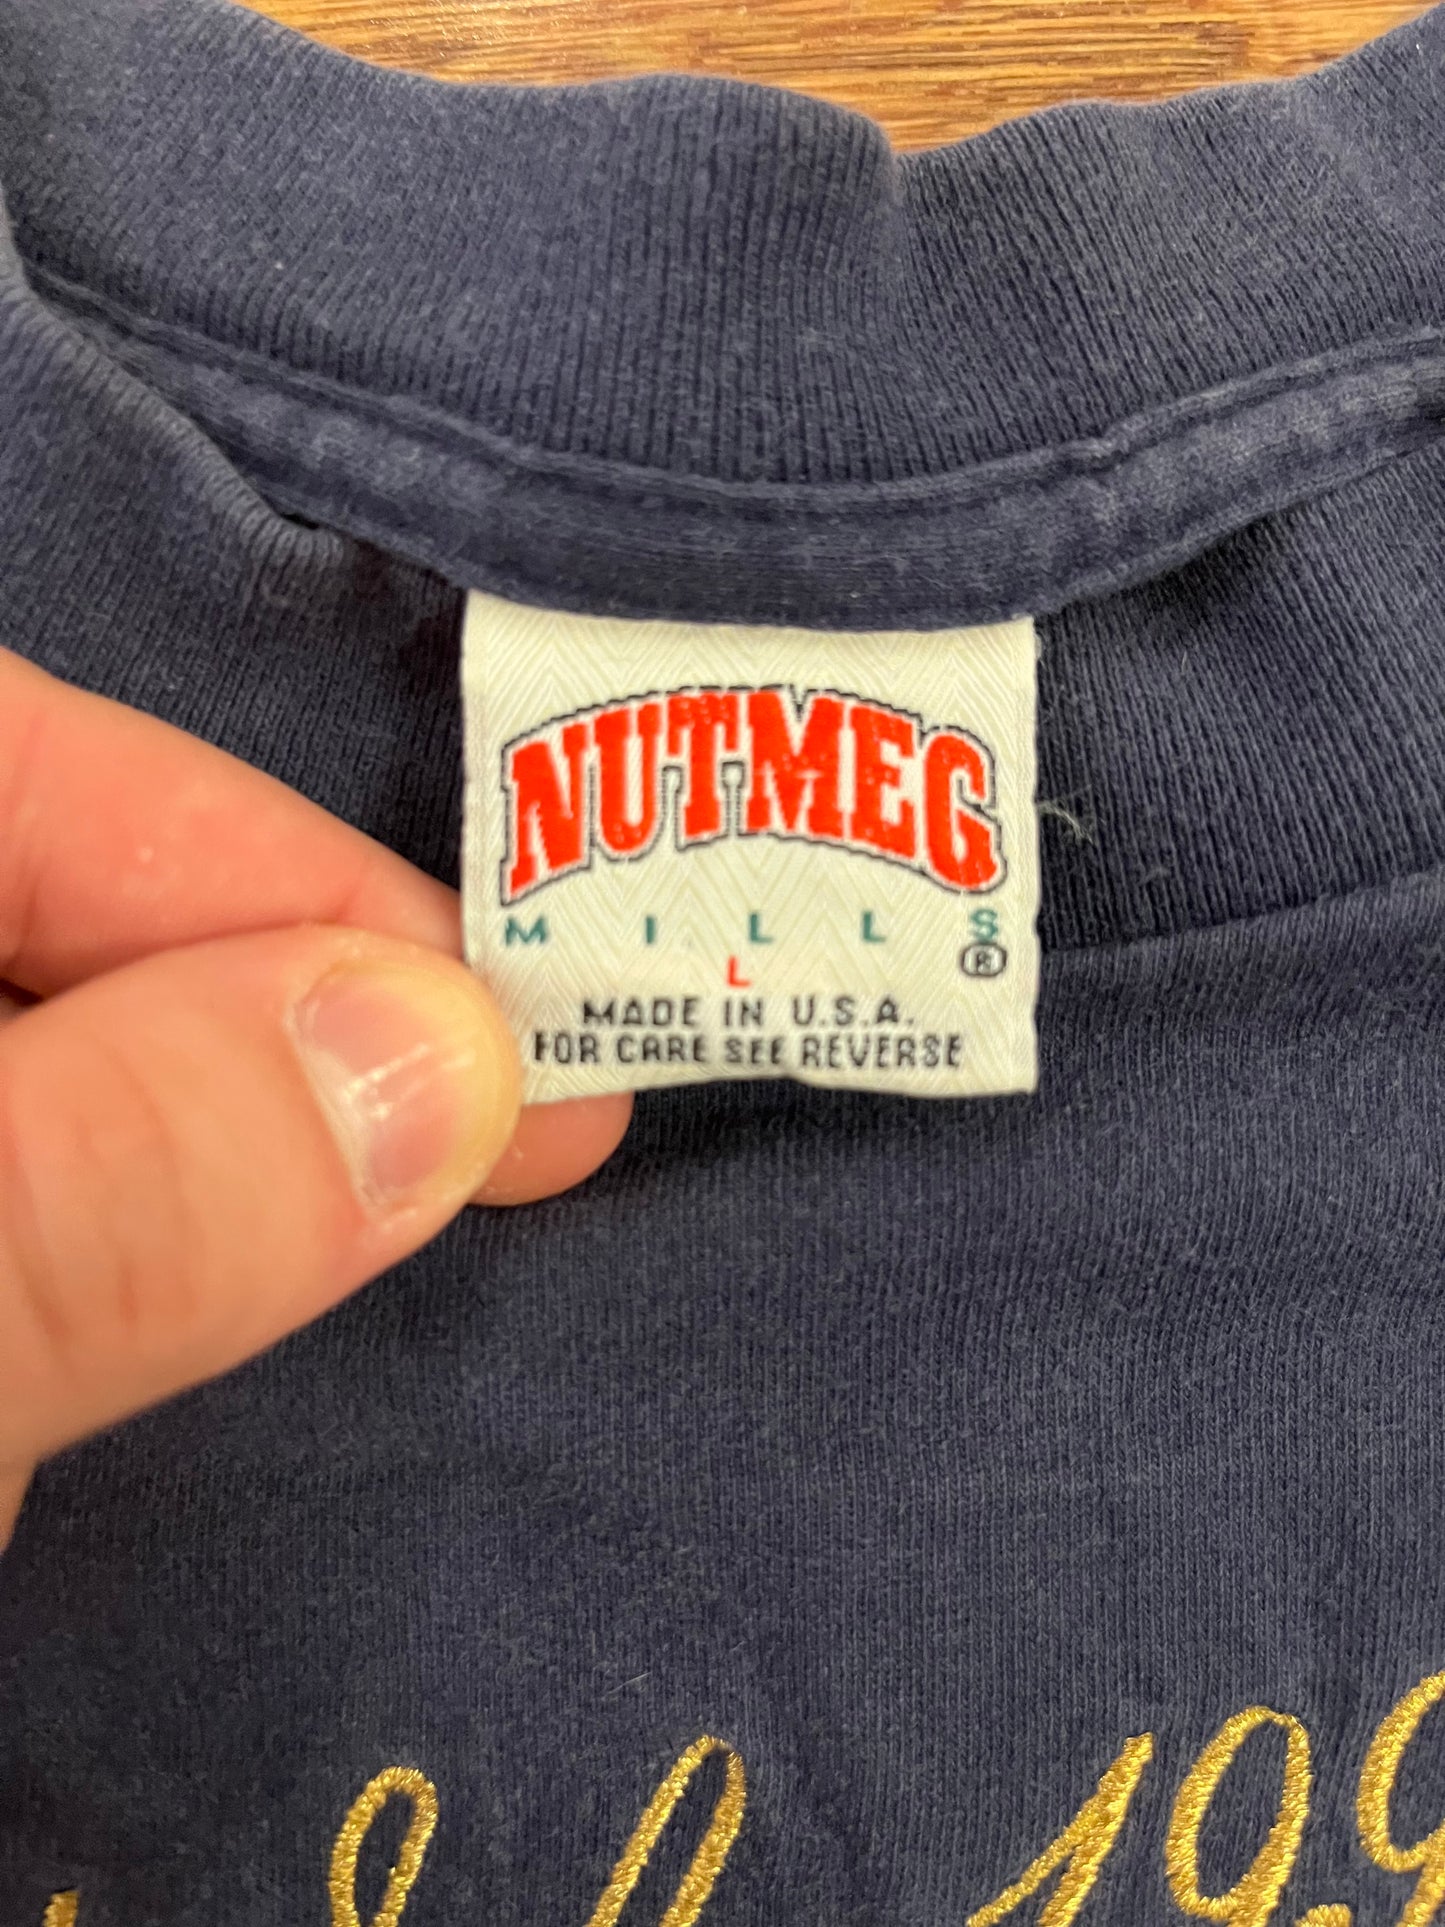 NUTMEG
MILLS
®
L
MADE IN U.S.A.
FOR CARE SEE REVERSE